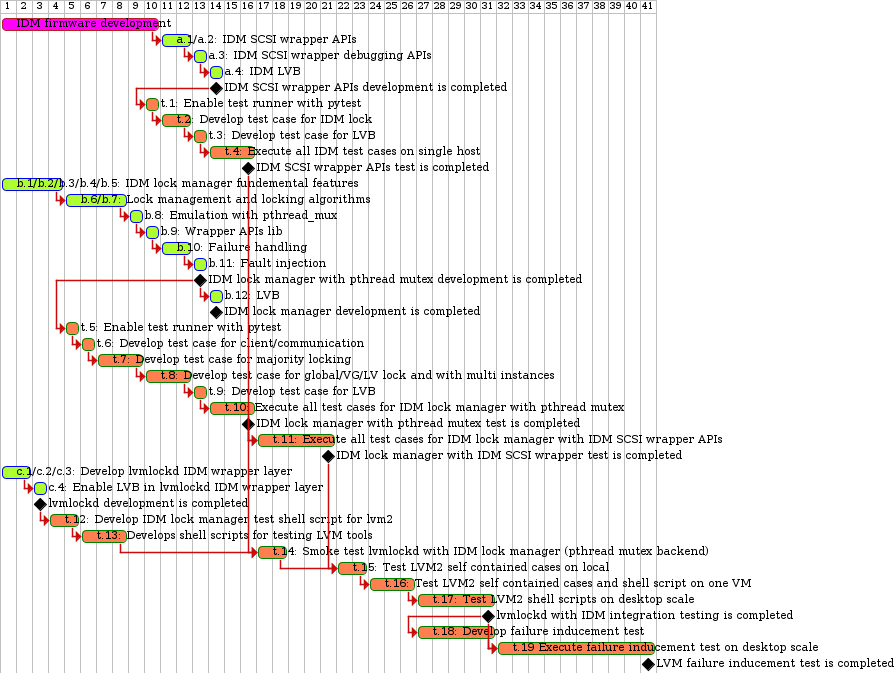 1 2 3 4 5 6 7 8 9 10 11 12 13 14 15 16 17 18 19 20 21 22 23 24 25 26 27 28 29 30 31 32 33 34 35 36 37 38 39 40 41
IDM firmware development
a.1/a.2: IDM SCSI wrapper APIs
a.3: IDM SCSI wrapper debugging APIs
a.4: IDM LVB
IDM SCSI wrapper APIs development is completed
t.1: Enable test runner with pytest
t.2: Develop test case for IDM lock
t.3: Develop test case for LVB
t.4: Execute all IDM test cases on single host
IDM SCSI wrapper APIs test is completed
b.1/b.2/b.3/b.4/b.5: IDM lock manager fundemental features
b.6/b.7: Lock management and locking algorithms
b.8: Emulation with pthread_mux
b.9: Wrapper APIs lib
b.10: Failure handling
b.11: Fault injection
IDM lock manager with pthread mutex development is completed
b.12: LVB
IDM lock manager development is completed
t.5: Enable test runner with pytest
t.6: Develop test case for client/communication
t.7: Develop test case for majority locking
t.8: Develop test case for global/VG/LV lock and with multi instances
t.9: Develop test case for LVB
t.10: Execute all test cases for IDM lock manager with pthread mutex
IDM lock manager with pthread mutex test is completed
t.11: Execute all test cases for IDM lock manager with IDM SCSI wrapper APIs
IDM lock manager with IDM SCSI wrapper test is completed
c.1/c.2/c.3: Develop lvmlockd IDM wrapper layer
c.4: Enable LVB in lvmlockd IDM wrapper layer
lvmlockd development is completed
t.12: Develop IDM lock manager test shell script for lvm2
t.13: Develops shell scripts for testing LVM tools
t.14: Smoke test lvmlockd with IDM lock manager (pthread mutex backend)
t.15: Test LVM2 self contained cases on local
t.16: Test LVM2 self contained cases and shell script on one VM
t.17: Test LVM2 shell scripts on desktop scale
lvmlockd with IDM integration testing is completed
t.18: Develop failure inducement test
t.19 Execute failure inducement test on desktop scale
LVM failure inducement test is completed